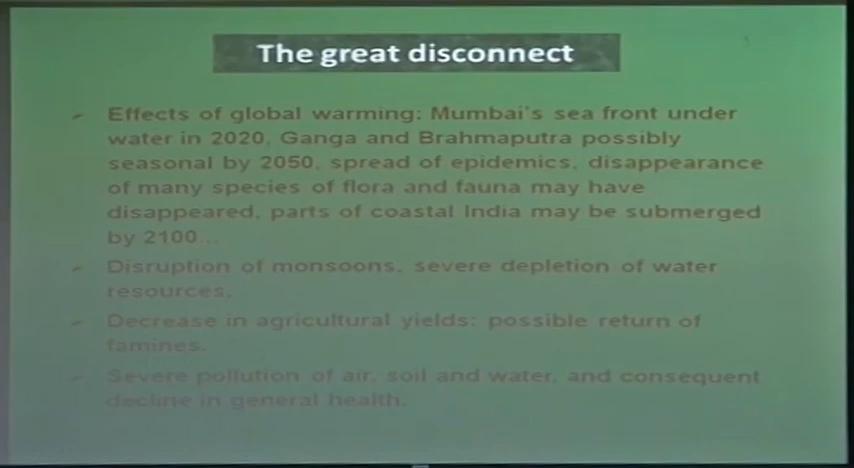 The great disconnect
Effects of global warming: Mumbai's sea front under
water in 2020, Ganga and Brahmaputra possibly
seasonal by 2050, spread of epidemics, disappearance
of many species of flora and fauna may have
disappeared, parts of coastal India may be submerged
by 2100...
Disruption of monsoons, severe depletion of water
resources,
Decrease in agricultural yields: possible return of
famines.
Severe pollution of air, soil and water, and consequent
decline in general health.